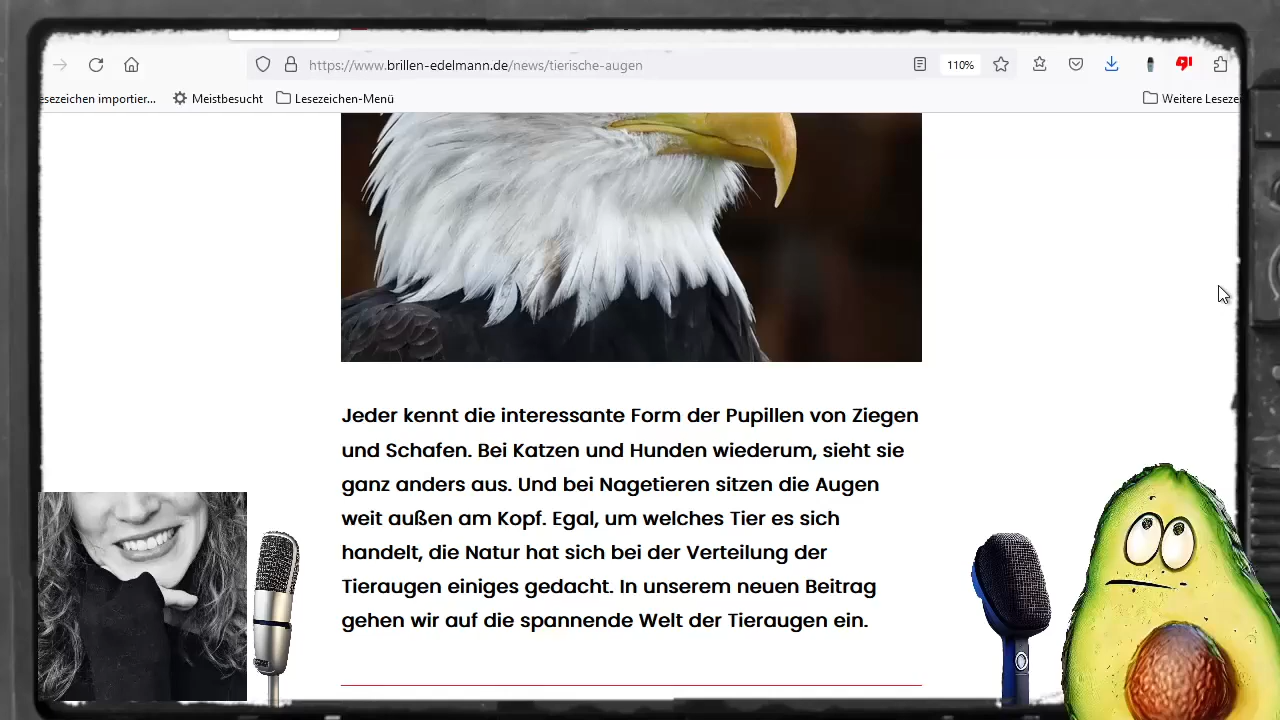 https://www.brillen-edelmann.de/news/tierische-augen
110%
esezeichen importier...
Meistbesucht
Lesezeichen-Menü
Weitere Leseze
Jeder kennt die interessante Form der Pupillen von Ziegen
und Schafen. Bei Katzen und Hunden wiederum, sieht sie
ganz anders aus. Und bei Nagetieren sitzen die Augen
weit außen am Kopf. Egal, um welches Tier es sich
handelt, die Natur hat sich bei der Verteilung der
Tieraugen einiges gedacht. In unserem neuen Beitrag
gehen wir auf die spannende Welt der Tieraugen ein.